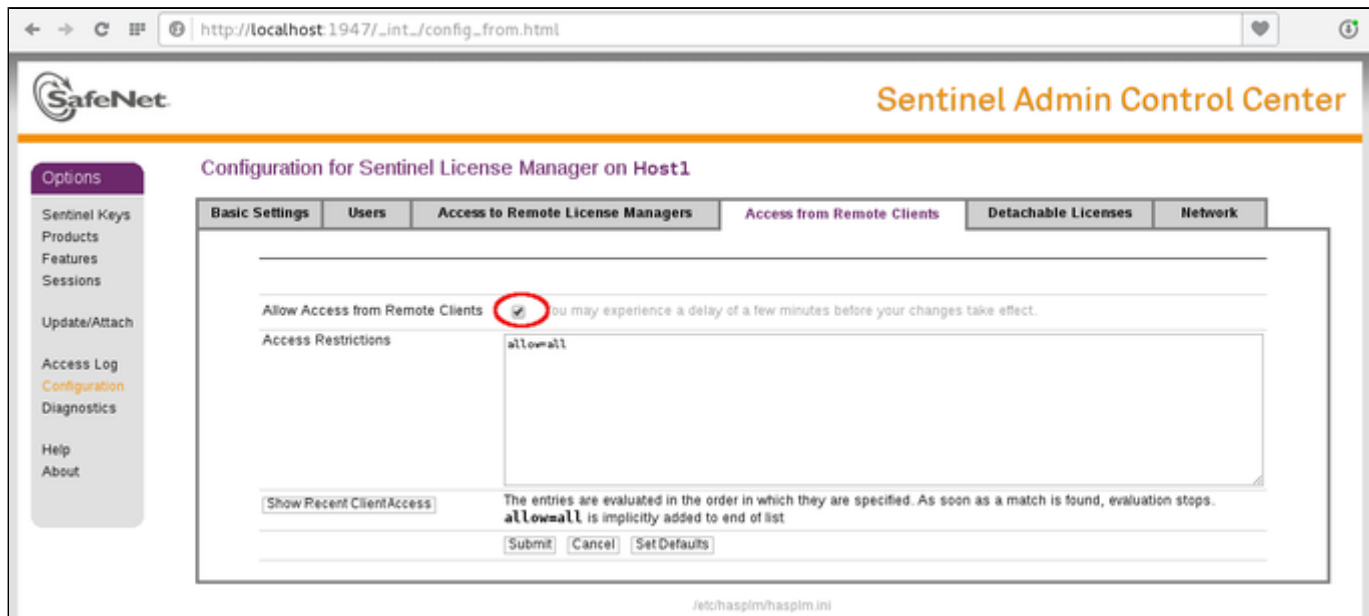 http://localhost:1947/_int_/config_from.html
SafeNet.
Sentinel Admin Control Center
Options
Sentinel Keys
Products
Features
Sessions
Update/Attach
Access Log
Configuration
Diagnostics
Help
About
Configuration for Sentinel License Manager on Host1
Basic Settings
Users
Access to Remote License Managers
Access from Remote Clients
Detachable Licenses
Network
Allow Access from Remote Clients
You may experience a delay of a few minutes before your changes take effect.
Access Restrictions
allow=all
Show Recent Client Access
The entries are evaluated in the order in which they are specified. As soon as a match is found, evaluation stops.
allow=all is implicitly added to end of list
Submit
Cancel
Set Defaults
/etc/hasplm/hasplm.ini